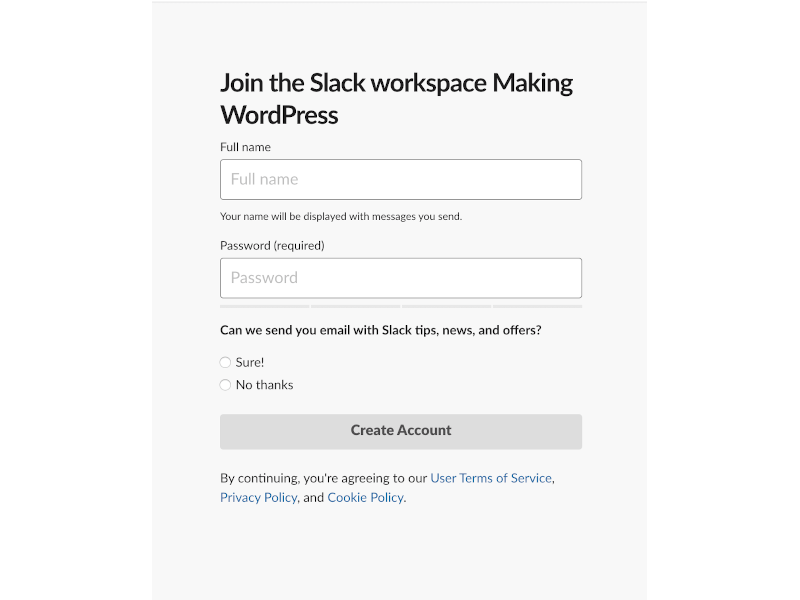 Join the Slack workspace Making
WordPress
Full name
Full name
Your name will be displayed with messages you send.
Password (required)
Password
Can we send you email with Slack tips, news, and offers?
Sure!
No thanks
Create Account
By continuing, you're agreeing to our User Terms of Service,
Privacy Policy, and Cookie Policy.